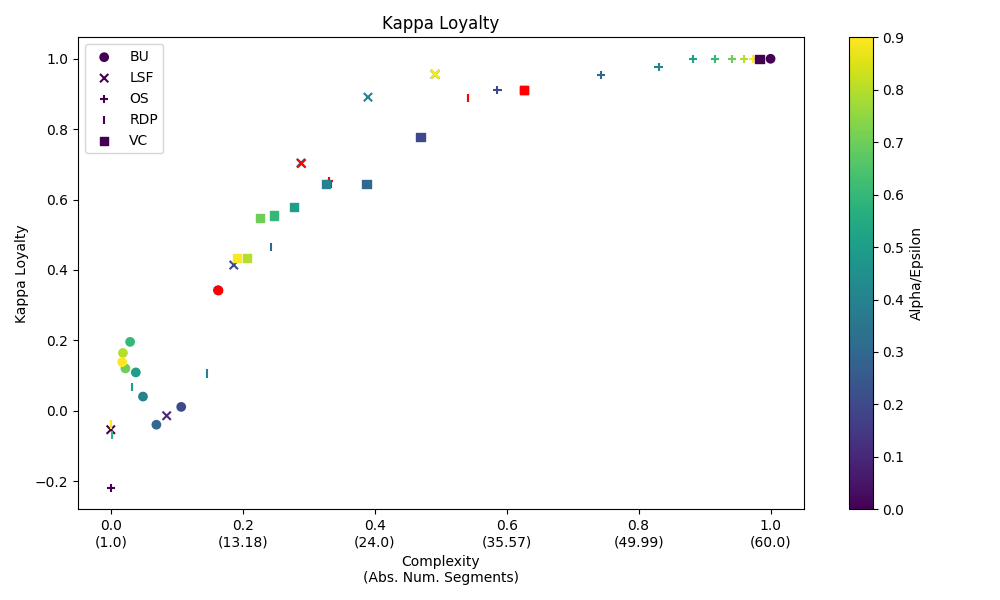 Kappa Loyalty
BU
LSF
OS
RDP
VC
Kappa Loyalty
1.0
0.8
0.6
0.4
0.2
0.0
−0.2
0.0 0.2 0.4 0.6 0.8 1.0
(1.0) (13.18) (24.0) (35.57) (49.99) (60.0)
Complexity
(Abs. Num. Segments)
0.9
0.8
0.7
0.6
0.5
0.4
0.3
0.2
0.1
0.0
Alpha/Epsilon